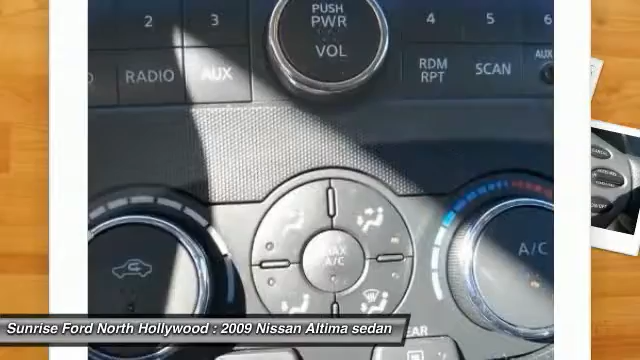 PUSH
PWR
VOL
2 3 4 5 6
RADIO AUX RDM
RPT SCAN AUX
MAX
A/C
A/C
Sunrise Ford North Hollywood : 2009 Nissan Altima sedan